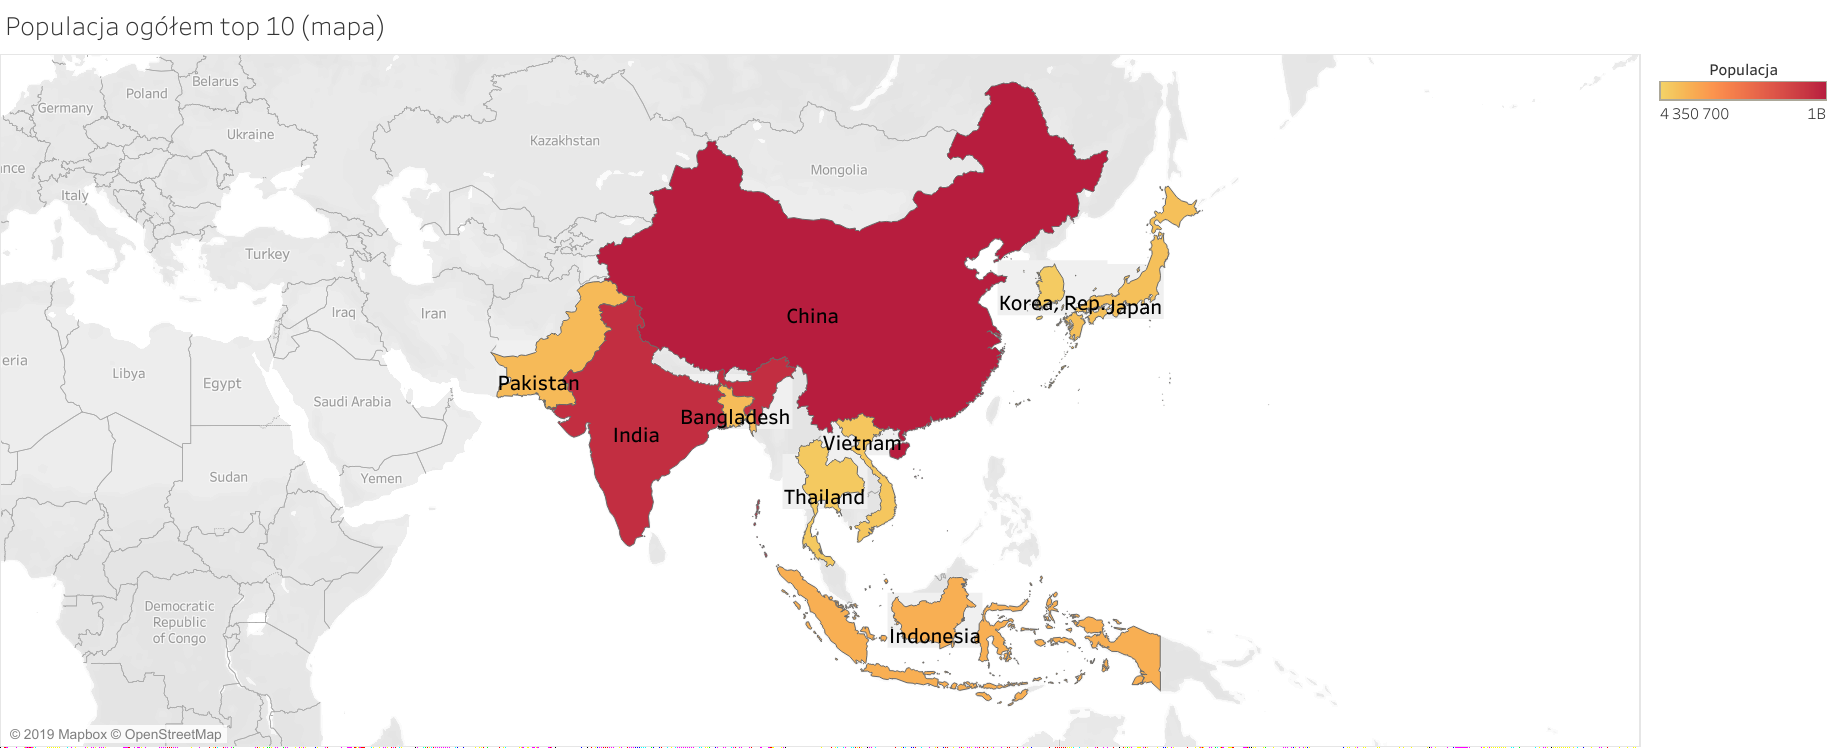 Populacja ogółem top 10 (mapa)
Populacja
4 350 700 1B
Belarus
Poland
Germany
Ukraine
Kazakhstan
Mongolia
nce
Italy
Turkey
Iraq
Iran
Korea, Rep.
Japan
China
eria
Libya
Egypt
Pakistan
Saudi Arabia
Bangladesh
India
Vietnam
Sudan
Yemen
Thailand
Democratic
Republic
of Congo
Indonesia
© 2019 Mapbox © OpenStreetMap